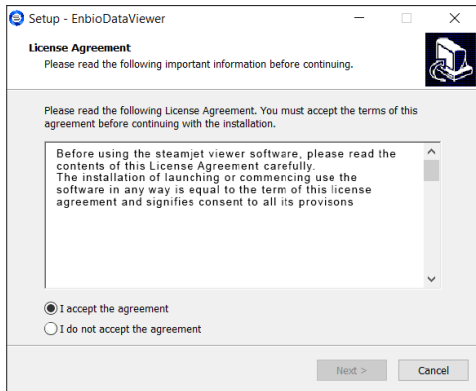 Setup - EnbioDataViewer
License Agreement
Please read the following important information before continuing.
Please read the following License Agreement. You must accept the terms of this
agreement before continuing with the installation.
Before using the steamjet viewer software, please read the
contents of this License Agreement carefully.
The installation of launching or commencing use the
software in any way is equal to the term of this license
agreement and signifies consent to all its provisons
I accept the agreement
I do not accept the agreement
Next >
Cancel